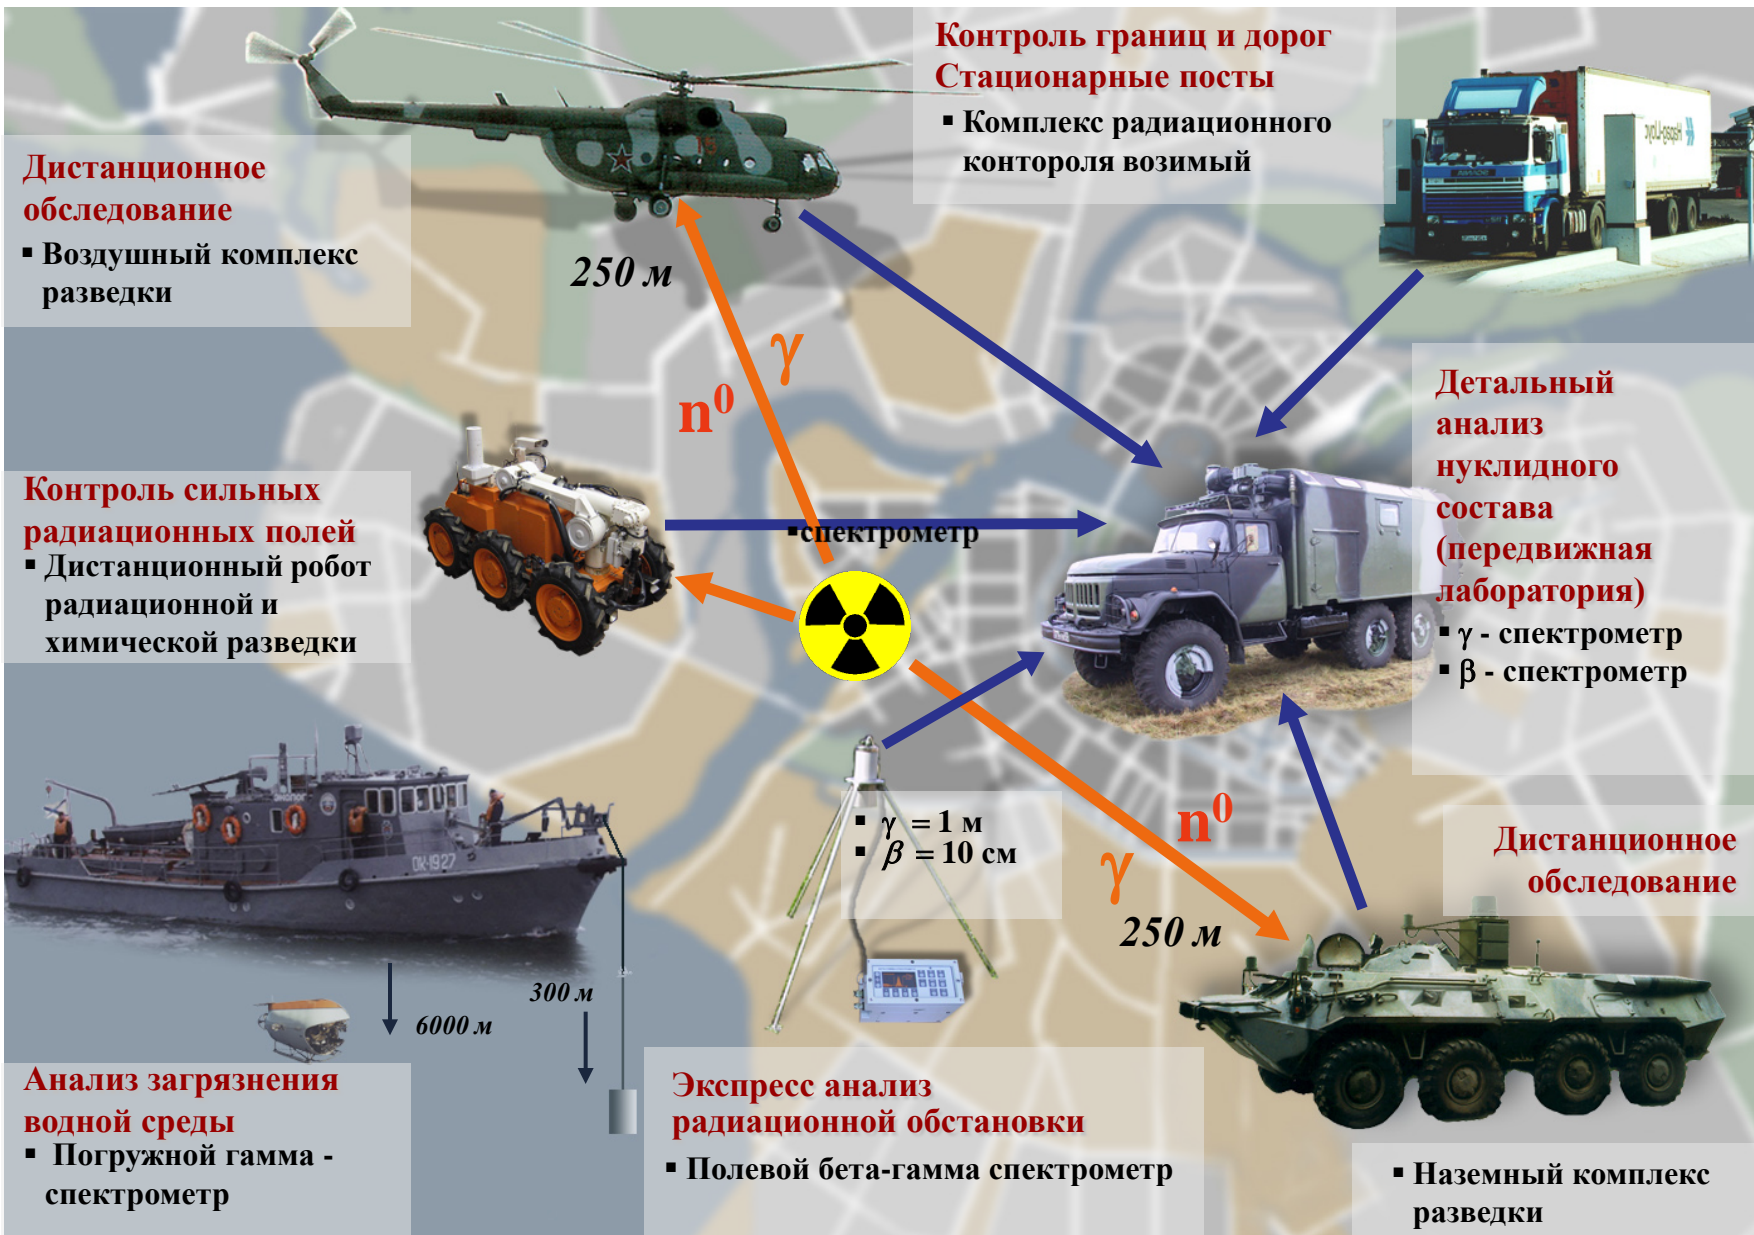 Контроль границ и дорог
Стационарные посты
▪ Комплекс радиационного
контороля возимый
Дистанционное
обследование
▪ Воздушный комплекс
разведки
250 м
γ
n⁰
Детальный
анализ
нуклидного
состава
(передвижная
лаборатория)
▪ γ - спектрометр
▪ β - спектрометр
Контроль сильных
радиационных полей
▪ Дистанционный робот
радиационной и
химической разведки
▪спектрометр
▪ γ = 1 м
▪ β = 10 см
n⁰
γ
250 м
Дистанционное
обследование
▪ Наземный комплекс
разведки
ОК-1927
300 м
6000 м
Анализ загрязнения
водной среды
▪ Погружной гамма -
спектрометр
Экспресс анализ
радиационной обстановки
▪ Полевой бета-гамма спектрометр